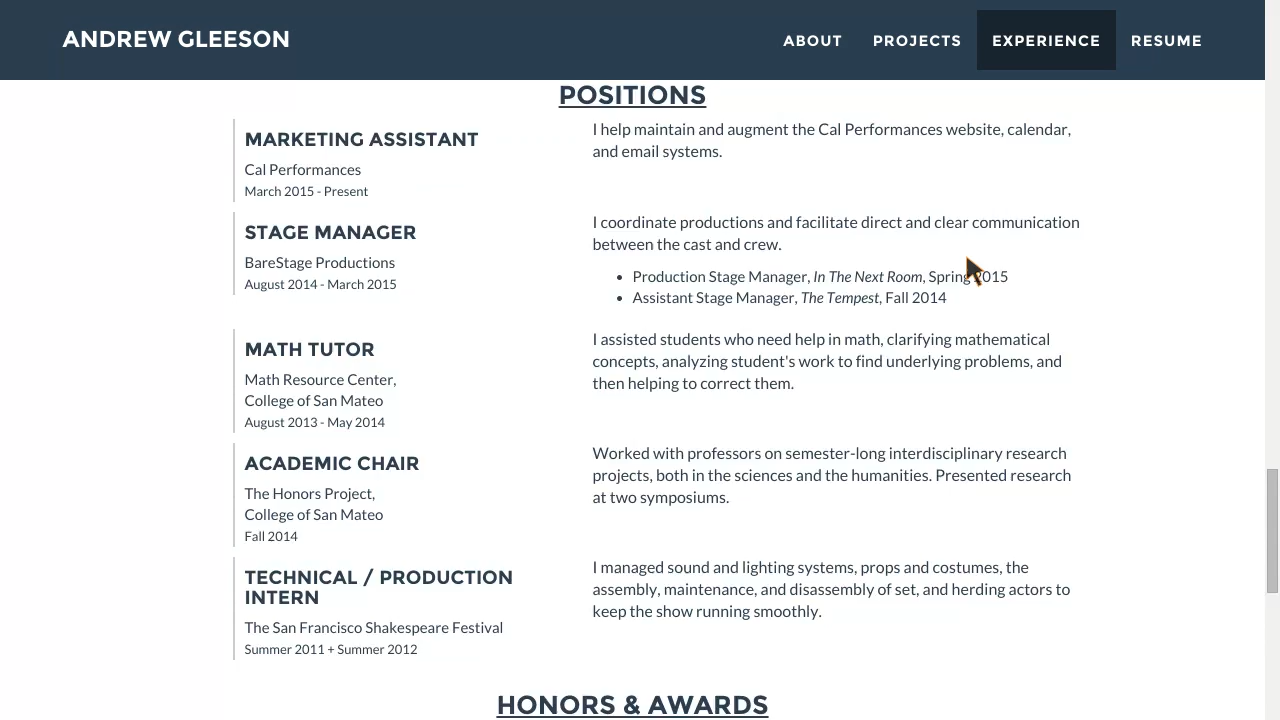 ANDREW GLEESON
ABOUT PROJECTS EXPERIENCE RESUME
POSITIONS
MARKETING ASSISTANT
Cal Performances
March 2015 - Present
I help maintain and augment the Cal Performances website, calendar,
and email systems.
STAGE MANAGER
BareStage Productions
August 2014 - March 2015
I coordinate productions and facilitate direct and clear communication
between the cast and crew.
• Production Stage Manager, In The Next Room, Spring 2015
• Assistant Stage Manager, The Tempest, Fall 2014
MATH TUTOR
Math Resource Center,
College of San Mateo
August 2013 - May 2014
I assisted students who need help in math, clarifying mathematical
concepts, analyzing student's work to find underlying problems, and
then helping to correct them.
ACADEMIC CHAIR
The Honors Project,
College of San Mateo
Fall 2014
Worked with professors on semester-long interdisciplinary research
projects, both in the sciences and the humanities. Presented research
at two symposiums.
TECHNICAL / PRODUCTION
INTERN
The San Francisco Shakespeare Festival
Summer 2011 + Summer 2012
I managed sound and lighting systems, props and costumes, the
assembly, maintenance, and disassembly of set, and herding actors to
keep the show running smoothly.
HONORS & AWARDS